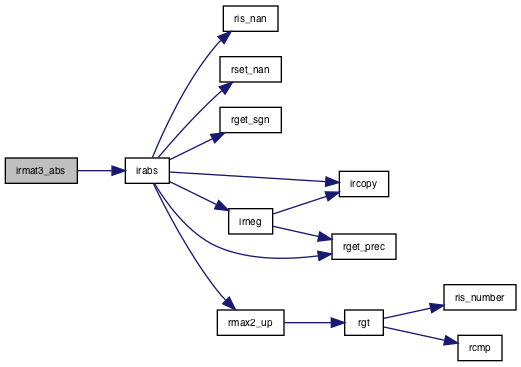 ris_nan
rset_nan
rget_sgn
irmat3_abs
irabs
ircopy
irneg
rget_prec
ris_number
rmax2_up
rgt
rcmp